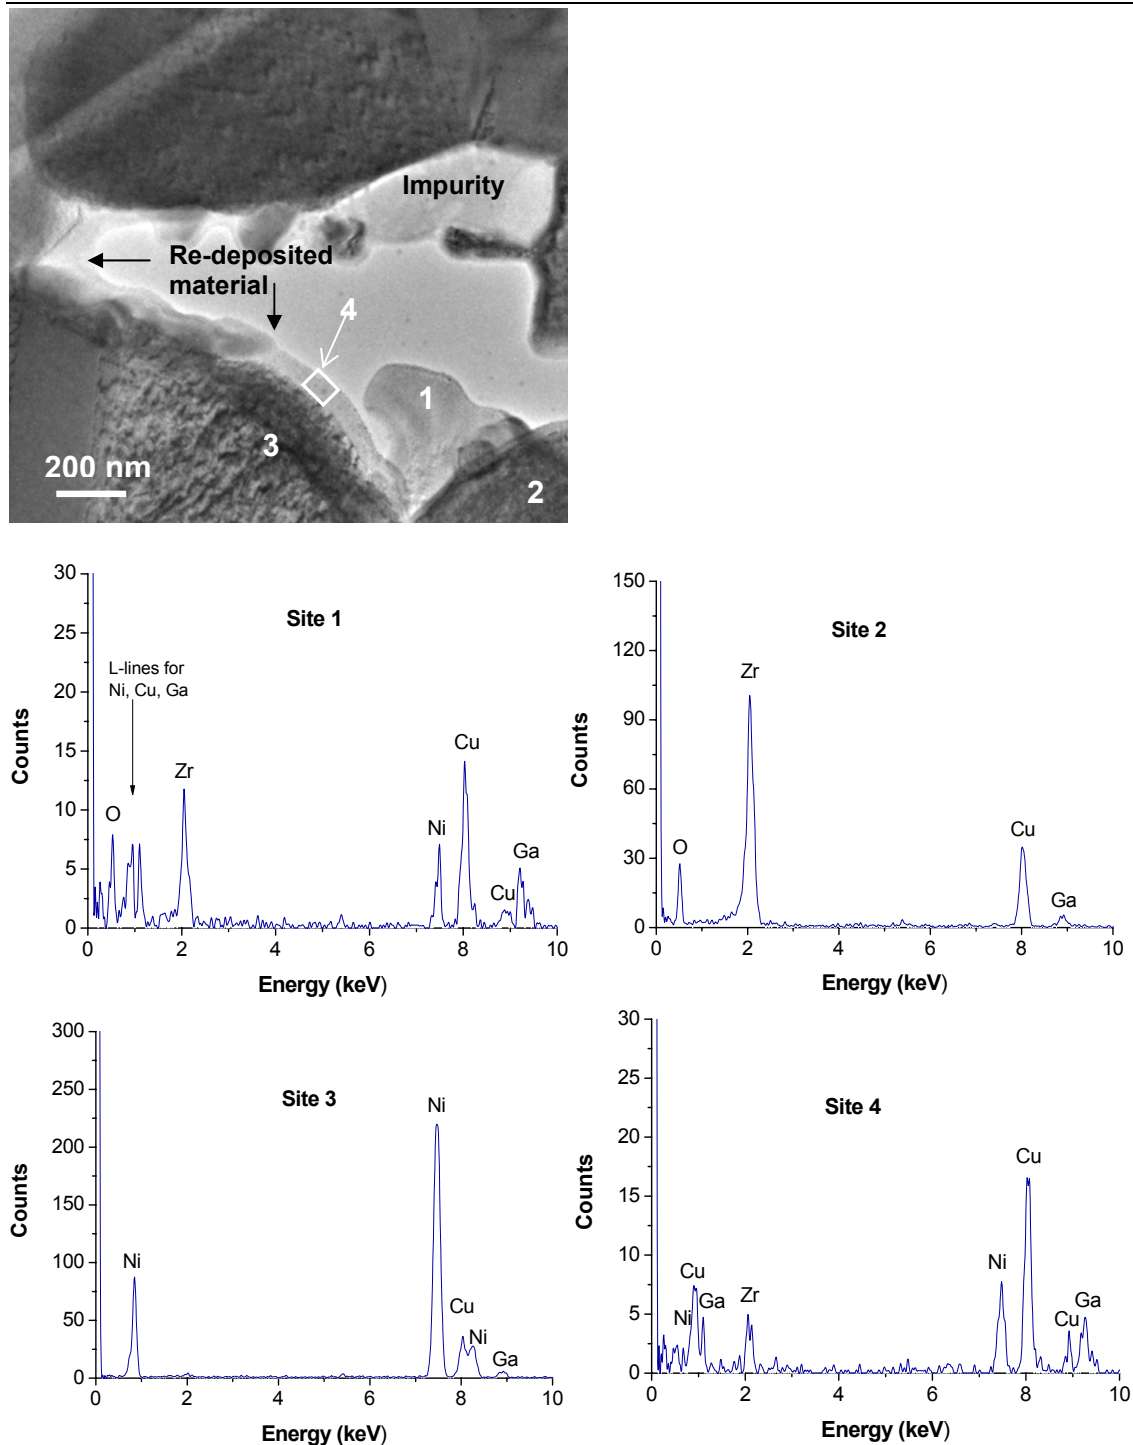 Impurity
Re-deposited
material
4
1
3
200 nm
2
30
25
20
15
10
5
0
Counts
Site 1
L-lines for
Ni, Cu, Ga
O
Zr
Ni
Cu
Cu
Ga
0 2 4 6 8 10
Energy (keV)
150
120
90
60
30
0
Counts
Site 2
O
Zr
Cu
Ga
0 2 4 6 8 10
Energy (keV)
300
250
200
150
100
50
0
Counts
Site 3
Ni
Ni
Cu
Ni
Ga
0 2 4 6 8 10
Energy (keV)
30
25
20
15
10
5
0
Counts
Site 4
Cu
Ni
Ga
Zr
Ni
Cu
Cu
Ga
0 2 4 6 8 10
Energy (keV)